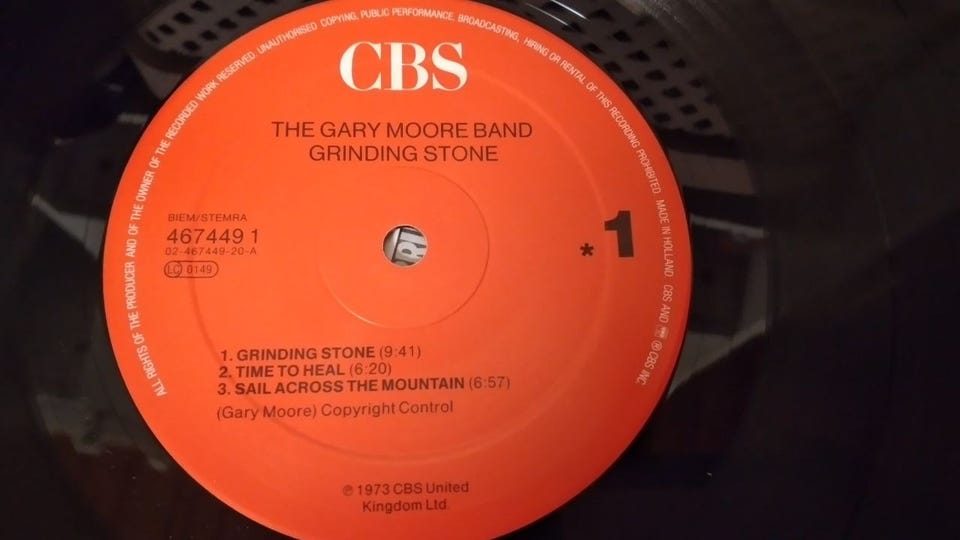 ALL RIGHTS OF THE PRODUCER AND OF THE OWNER OF THE RECORDED WORK RESERVED. UNAUTHORISED COPYING, PUBLIC PERFORMANCE, BROADCASTING, HIRING OR RENTAL OF THIS RECORDING PROHIBITED. MADE IN HOLLAND. CBS AND ℗ CBS INC.
CBS
THE GARY MOORE BAND
GRINDING STONE
BIEM/STEMRA
467449 1
02-467449-20-A
LC 0149
* 1
1. GRINDING STONE (9:41)
2. TIME TO HEAL (6:20)
3. SAIL ACROSS THE MOUNTAIN (6:57)
(Gary Moore) Copyright Control
℗ 1973 CBS United
Kingdom Ltd.